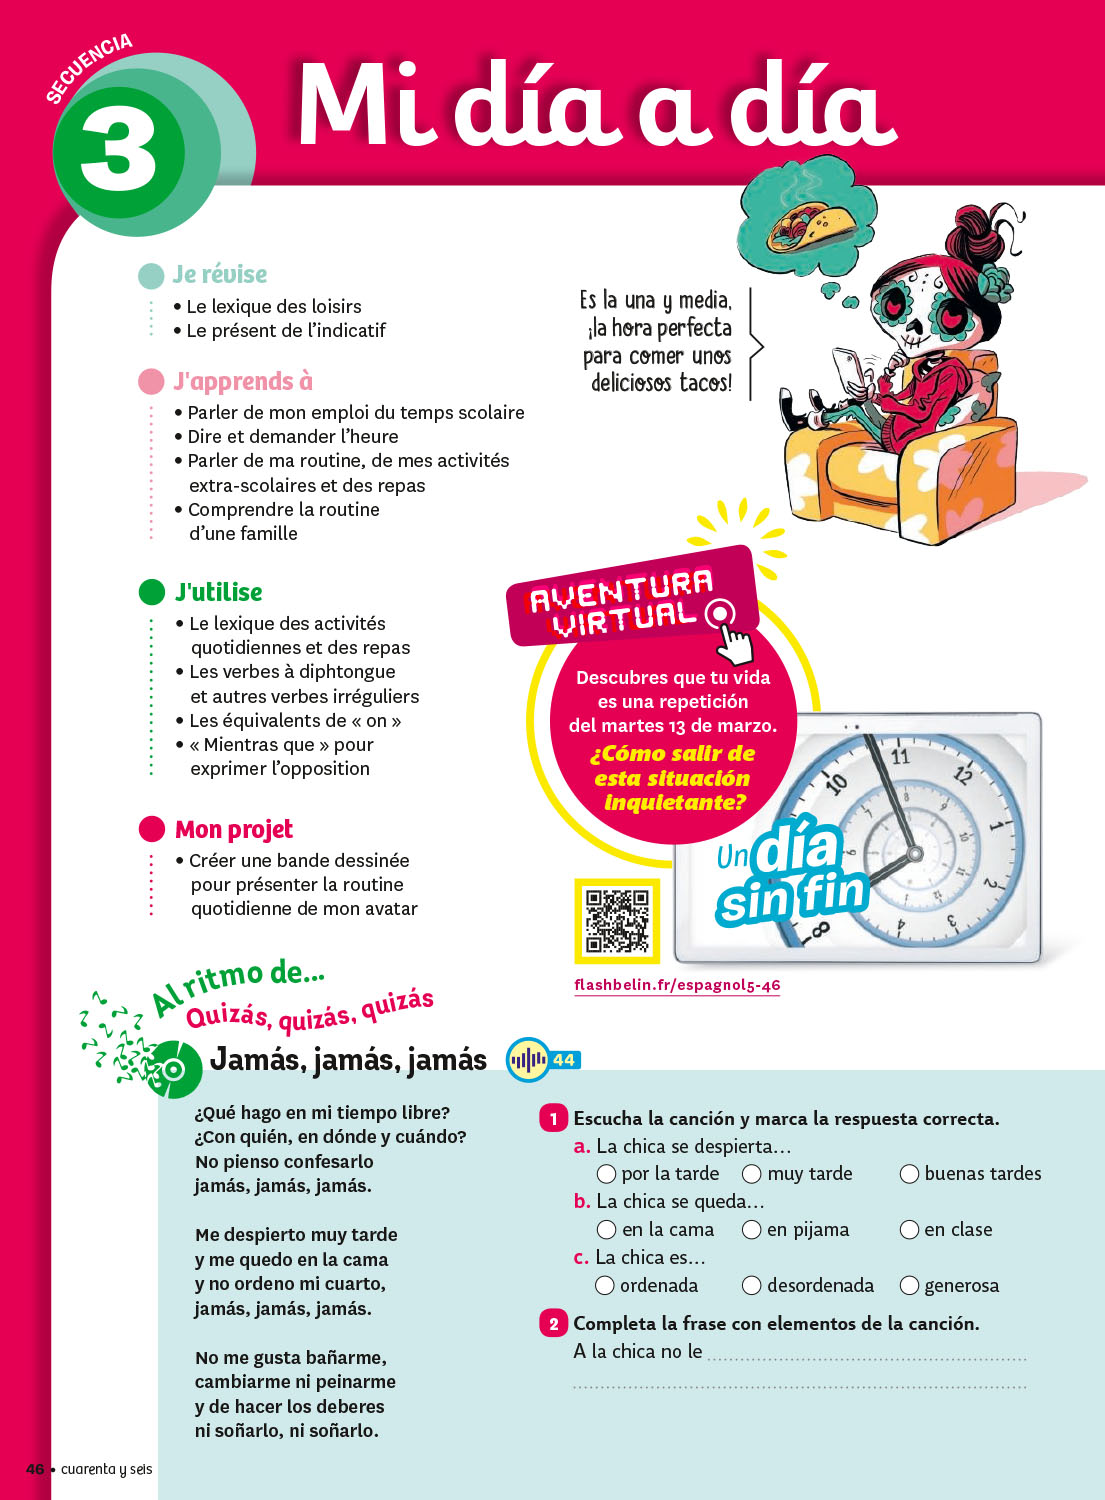 SECUENCIA
3
Mi día a día
Je révise
• Le lexique des loisirs
• Le présent de l'indicatif
J'apprends à
• Parler de mon emploi du temps scolaire
• Dire et demander l'heure
• Parler de ma routine, de mes activités
extra-scolaires et des repas
• Comprendre la routine
d'une famille
J'utilise
• Le lexique des activités
quotidiennes et des repas
• Les verbes à diphtongue
et autres verbes irréguliers
• Les équivalents de « on »
• « Mientras que » pour
exprimer l'opposition
Mon projet
• Créer une bande dessinée
pour présenter la routine
quotidienne de mon avatar
Es la una y media,
¡la hora perfecta
para comer unos
deliciosos tacos!
AVENTURA
VIRTUAL
Descubres que tu vida
es una repetición
del martes 13 de marzo.
¿Cómo salir de
esta situación
inquietante?
Un día
sin fin
10
11
12
1
2
3
4
8
flashbelin.fr/espagnol5-46
Al ritmo de...
Quizás, quizás, quizás
Jamás, jamás, jamás
44
¿Qué hago en mi tiempo libre?
¿Con quién, en dónde y cuándo?
No pienso confesarlo
jamás, jamás, jamás.
Me despierto muy tarde
y me quedo en la cama
y no ordeno mi cuarto,
jamás, jamás, jamás.
No me gusta bañarme,
cambiarme ni peinarme
y de hacer los deberes
ni soñarlo, ni soñarlo.
1 Escucha la canción y marca la respuesta correcta.
a. La chica se despierta...
por la tarde muy tarde buenas tardes
b. La chica se queda...
en la cama en pijama en clase
c. La chica es...
ordenada desordenada generosa
2 Completa la frase con elementos de la canción.
A la chica no le
46 • cuarenta y seis